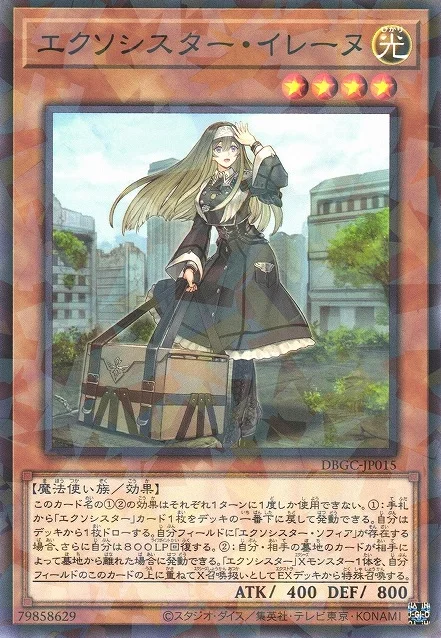 エクソシスター・イレーヌ
光
DBGC-JP015
【魔法使い族／効果】
このカード名の①②の効果はそれぞれ1ターンに1度しか使用できない。①：手札
から「エクソシスター」カード1枚をデッキの一番下に戻して発動できる。自分は
デッキから1枚ドローする。自分フィールドに「エクソシスター・ソフィア」が存在する
場合、さらに自分は800LP回復する。②：自分・相手の墓地のカードが相手に
よって墓地から離れた場合に発動できる。「エクソシスター」Xモンスター1体を、自分
フィールドのこのカードの上に重ねてX召喚扱いとしてEXデッキから特殊召喚する。
ATK/ 400 DEF/ 800
79858629
©スタジオ・ダイス／集英社・テレビ東京・KONAMI